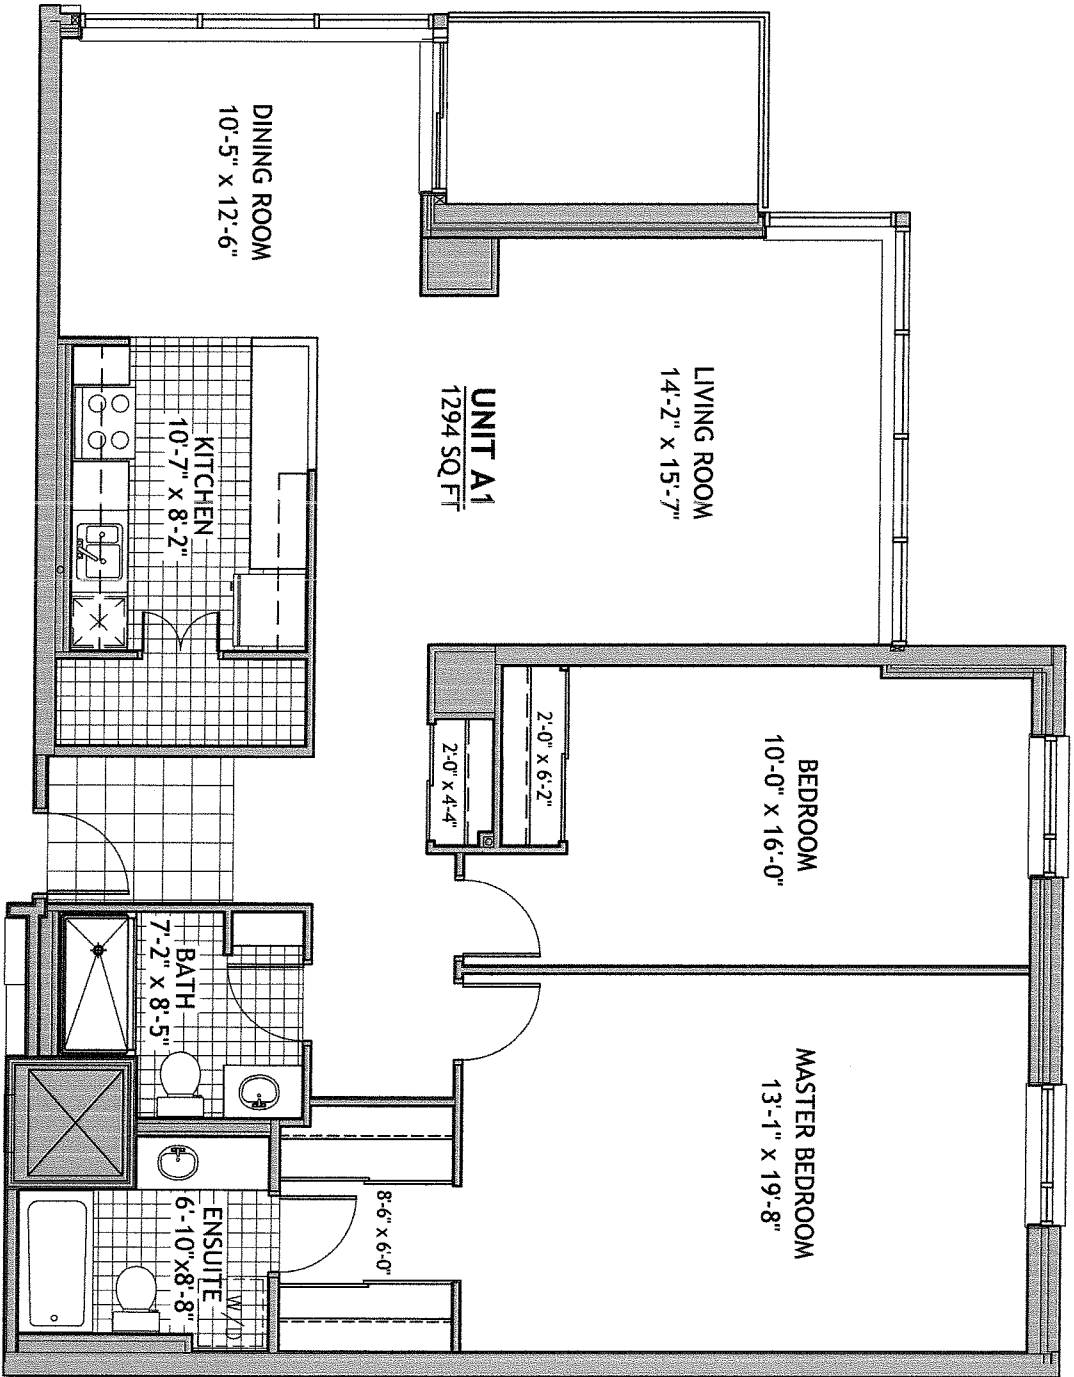 DINING ROOM
10'-5" x 12'-6"
LIVING ROOM
14'-2" x 15'-7"
UNIT A1
1294 SQ FT
KITCHEN
10'-7" x 8'-2"
BEDROOM
10'-0" x 16'-0"
2'-0" x 6'-2"
2'-0" x 4'-4"
BATH
7'-2" x 8'-5"
MASTER BEDROOM
13'-1" x 19'-8"
8'-6" x 6'-0"
ENSUITE
6'-10"x8'-8"
W/D